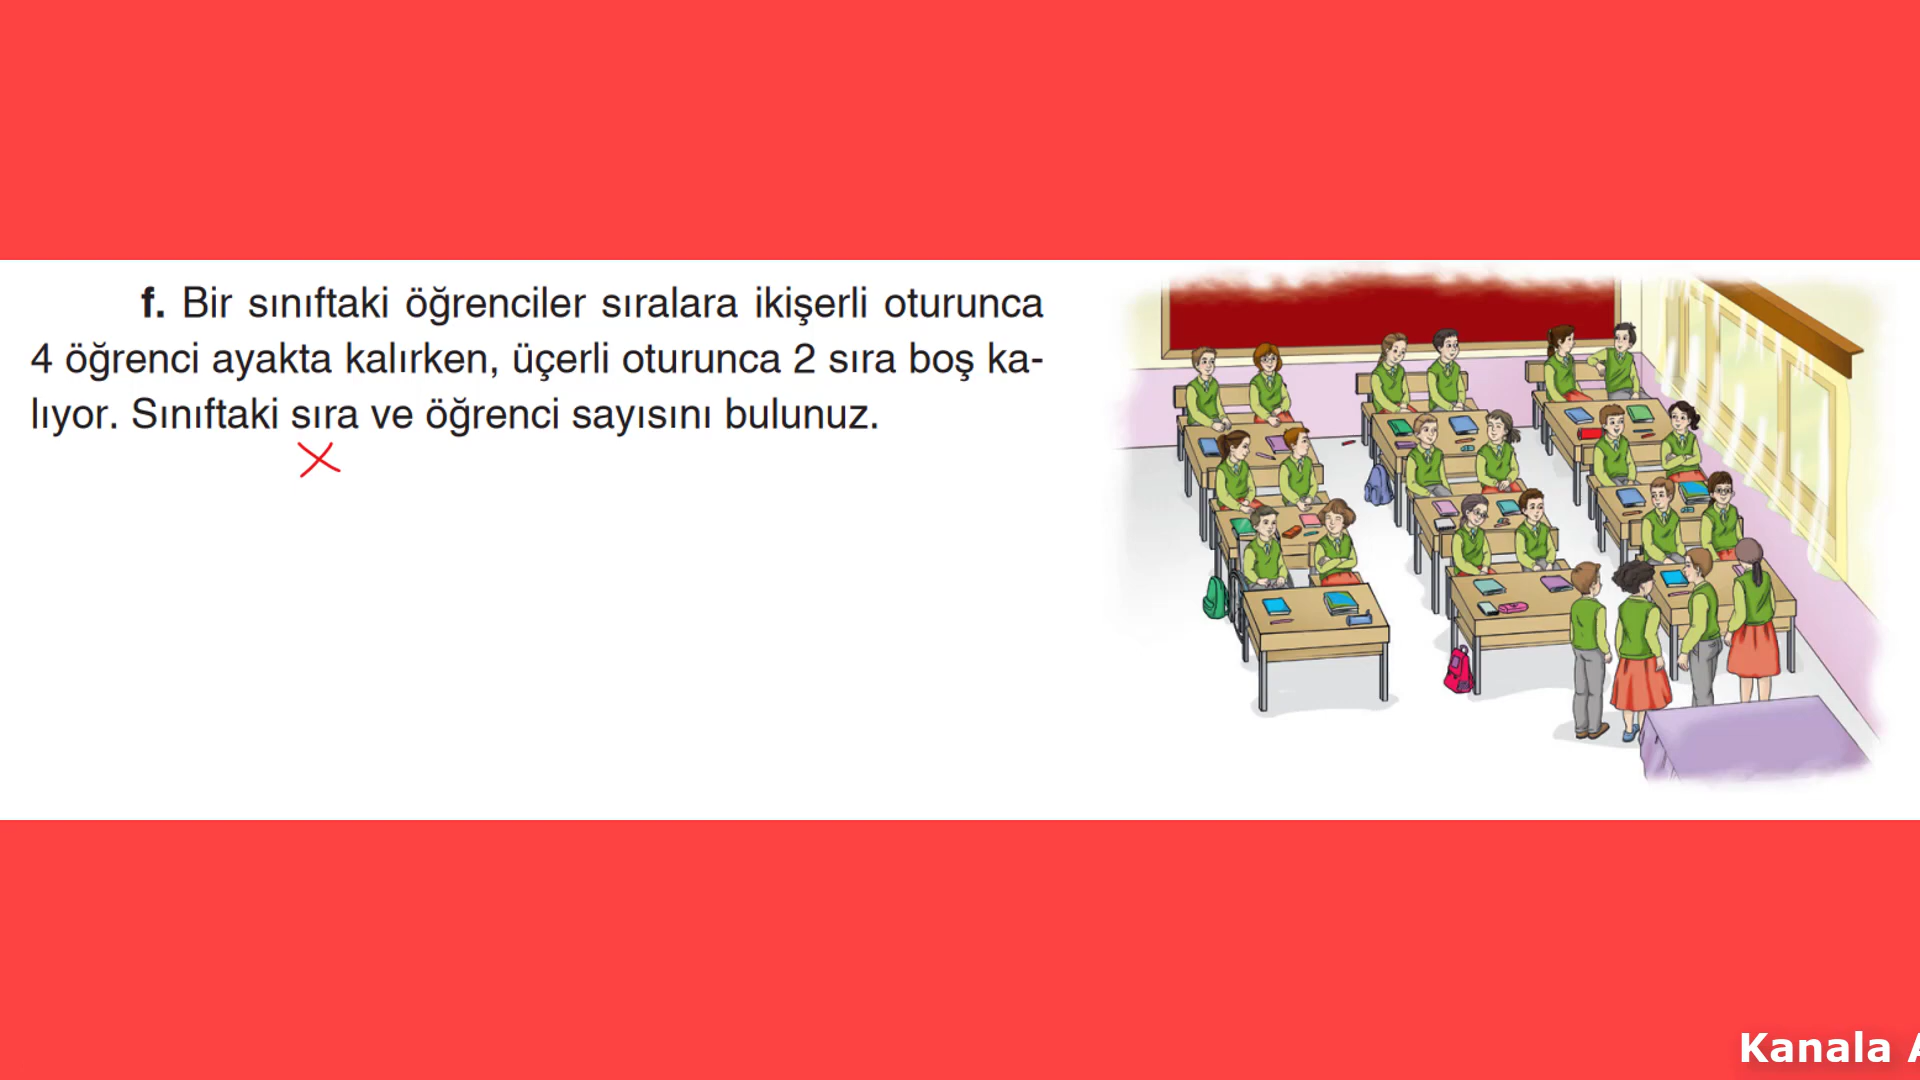 f. Bir sınıftaki öğrenciler sıralara ikişerli oturunca
4 öğrenci ayakta kalırken, üçerli oturunca 2 sıra boş ka-
lıyor. Sınıftaki sıra ve öğrenci sayısını bulunuz.
x
Kanala A